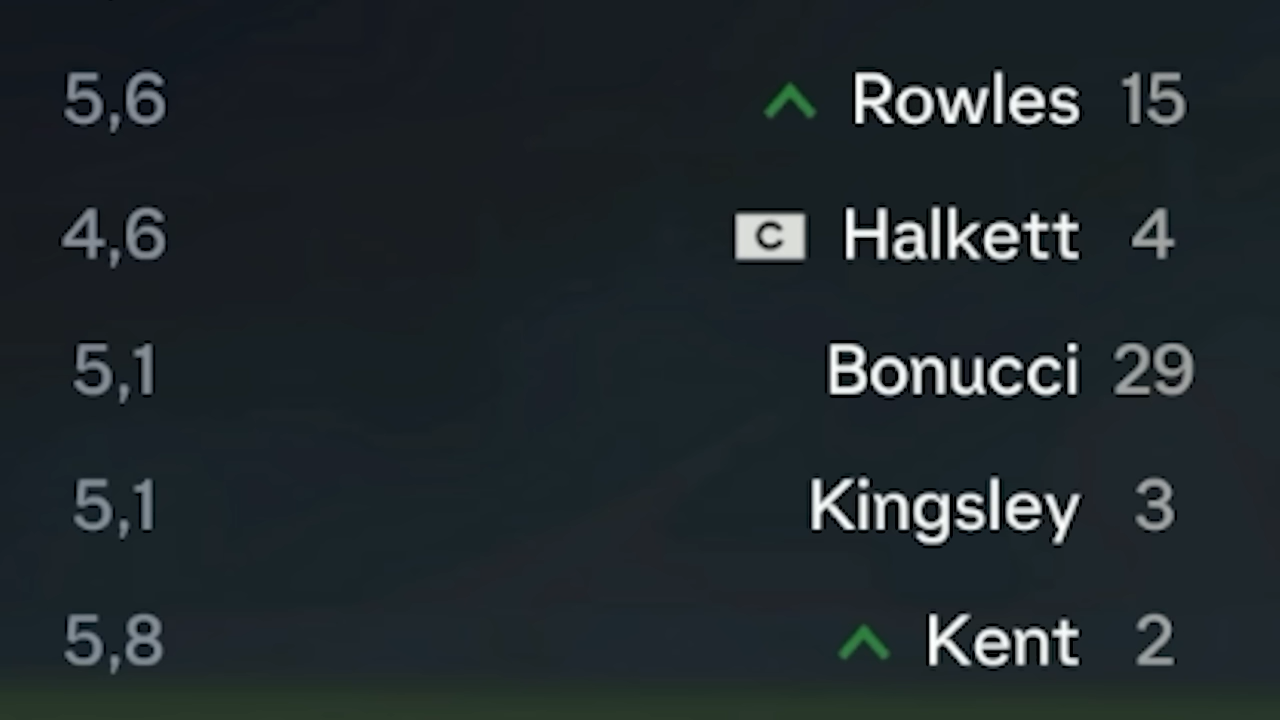 5,6 Rowles 15
4,6 C Halkett 4
5,1 Bonucci 29
5,1 Kingsley 3
5,8 Kent 2